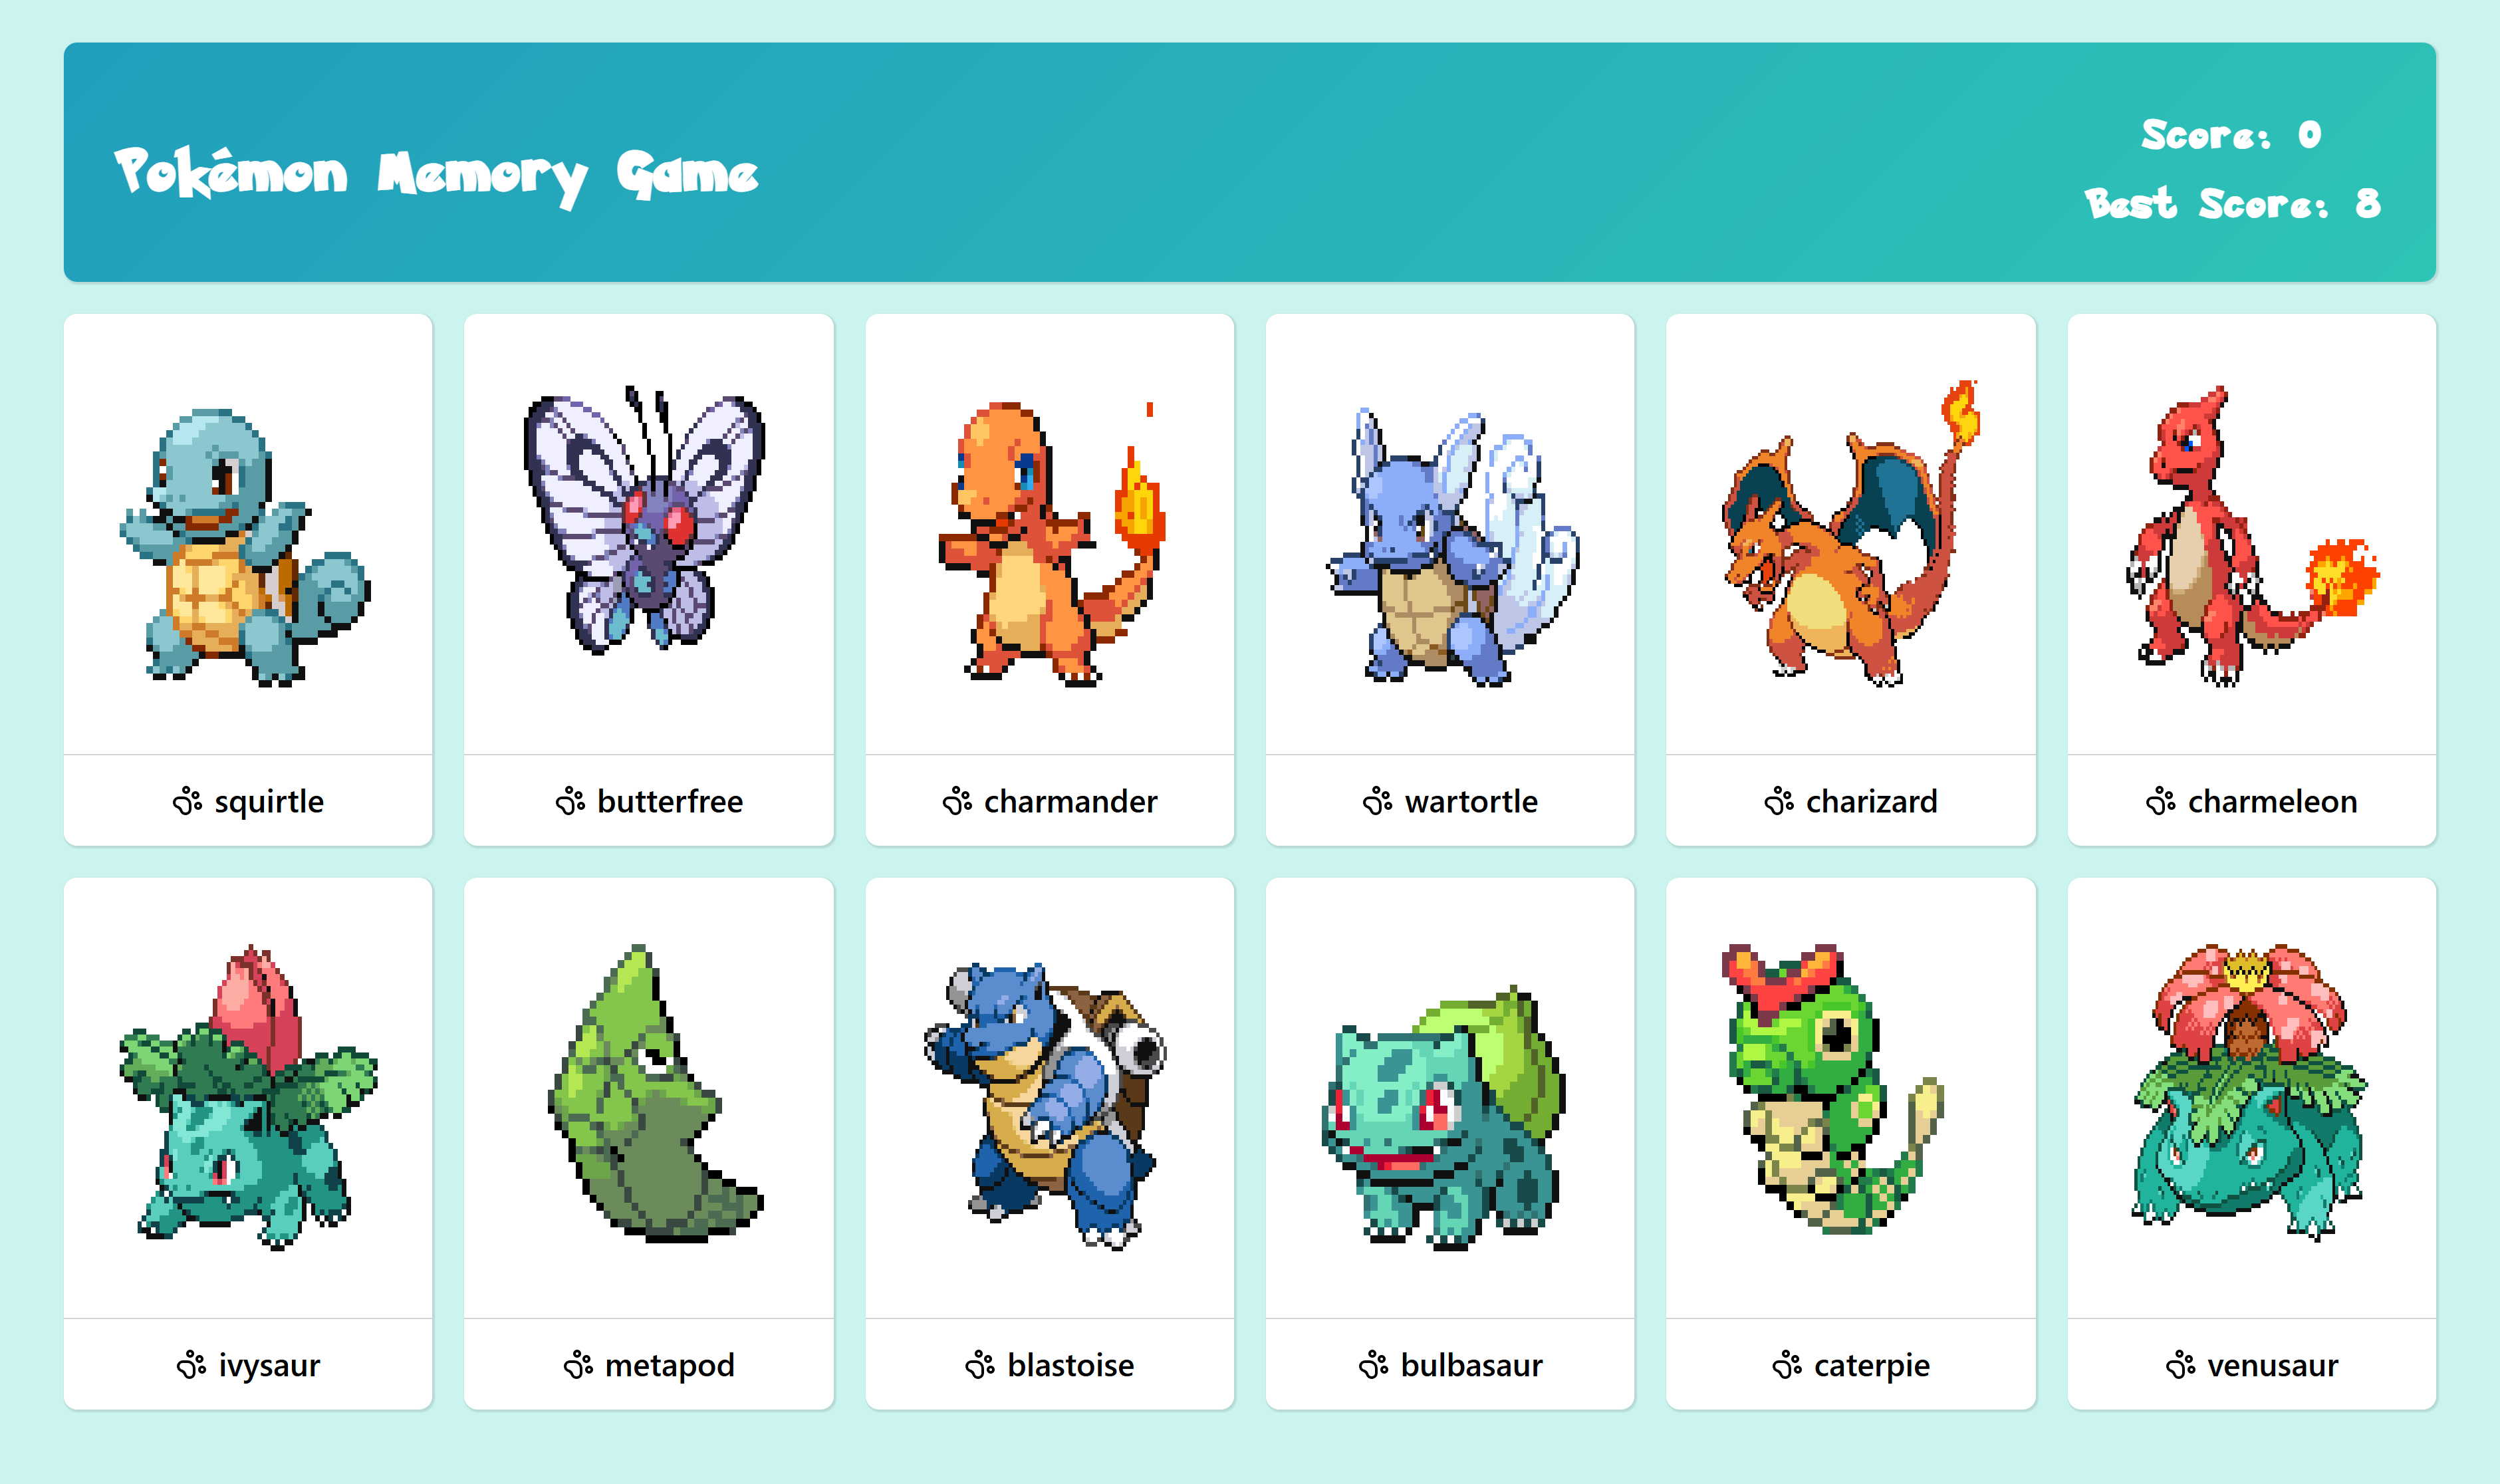 Pokémon Memory Game
Score: 0
Best Score: 8
squirtle
butterfree
charmander
wartortle
charizard
charmeleon
ivysaur
metapod
blastoise
bulbasaur
caterpie
venusaur